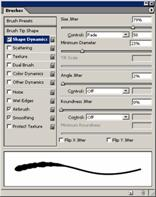 Brushes
Brush Presets
Brush Tip Shape
Shape Dynamics
Scattering
Texture
Dual Brush
Color Dynamics
Other Dynamics
Noise
Wet Edges
Airbrush
Smoothing
Protect Texture
Size Jitter 79%
Control: Fade 50
Minimum Diameter 25%
Tilt Scale
Angle Jitter 2%
Control: Off
Roundness Jitter 0%
Control: Off
Minimum Roundness
Flip X Jitter Flip Y Jitter